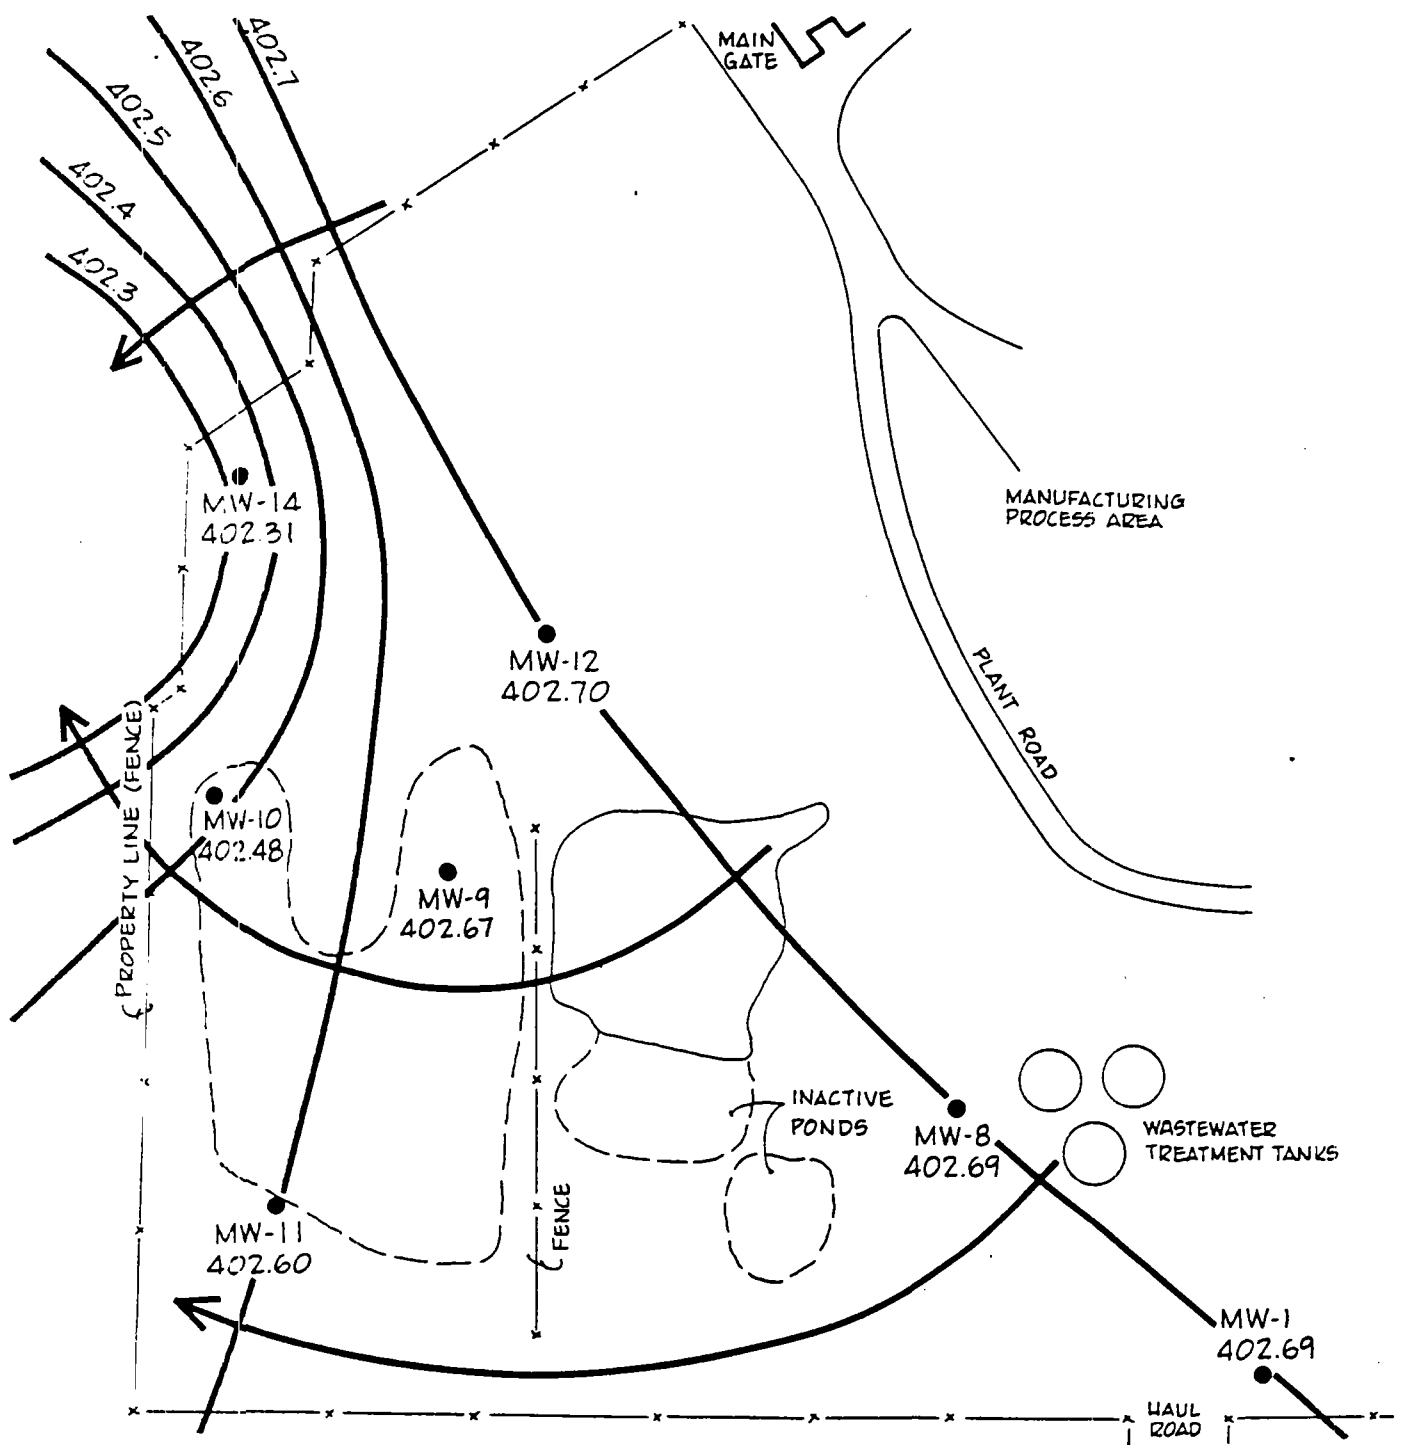 402.7
402.6
402.5
402.4
402.3
MAIN
GATE
MW-14
402.31
MANUFACTURING
PROCESS AREA
MW-12
402.70
PLANT ROAD
PROPERTY LINE (FENCE)
MW-10
402.48
MW-9
402.67
INACTIVE
PONDS
MW-8
402.69
WASTEWATER
TREATMENT TANKS
FENCE
MW-11
402.60
MW-1
402.69
HAUL
ROAD